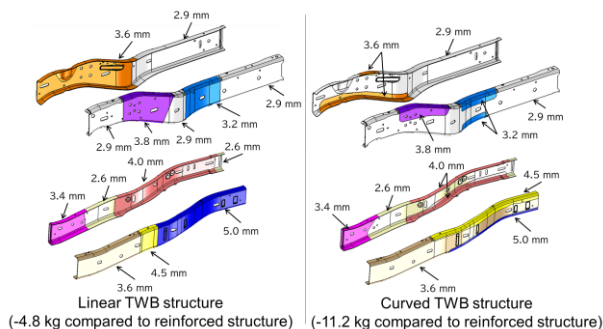 2.9 mm
3.6 mm
2.9 mm
3.2 mm
2.9 mm
3.8 mm
2.9 mm
4.0 mm
2.6 mm
2.6 mm
3.4 mm
5.0 mm
4.5 mm
3.6 mm
Linear TWB structure
(-4.8 kg compared to reinforced structure)
2.9 mm
3.6 mm
2.9 mm
3.2 mm
3.8 mm
4.0 mm
4.5 mm
2.6 mm
3.4 mm
5.0 mm
3.6 mm
Curved TWB structure
(-11.2 kg compared to reinforced structure)